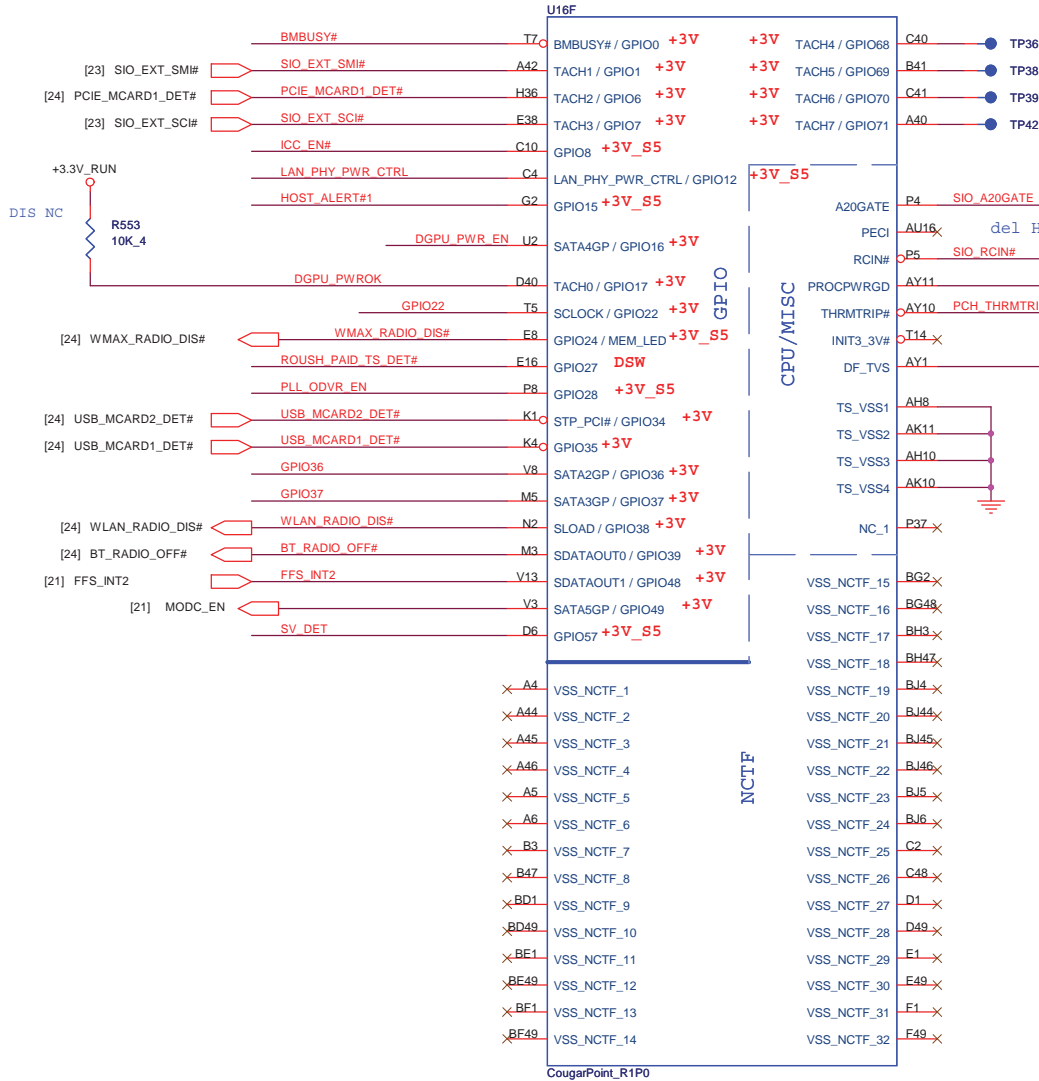 U16F
BMBUSY# T7 BMBUSY# / GPIO0 +3V +3V TACH4 / GPIO68 C40 TP36
[23] SIO_EXT_SMI# SIO_EXT_SMI# A42 TACH1 / GPIO1 +3V +3V TACH5 / GPIO69 B41 TP38
[24] PCIE_MCARD1_DET# PCIE_MCARD1_DET# H36 TACH2 / GPIO6 +3V +3V TACH6 / GPIO70 C41 TP39
[23] SIO_EXT_SCI# SIO_EXT_SCI# E38 TACH3 / GPIO7 +3V +3V TACH7 / GPIO71 A40 TP42
ICC_EN# C10 GPIO8 +3V_S5
+3.3V_RUN LAN_PHY_PWR_CTRL C4 LAN_PHY_PWR_CTRL / GPIO12 +3V_S5
HOST_ALERT#1 G2 GPIO15 +3V_S5 A20GATE P4 SIO_A20GATE
DIS NC R553 10K_4
PECI AU16 del H
DGPU_PWR_EN U2 SATA4GP / GPIO16 +3V
RCIN# P5 SIO_RCIN#
DGPU_PWROK D40 TACH0 / GPIO17 +3V GPIO CPU/MISC PROCPWRGD AY11
GPIO22 T5 SCLOCK / GPIO22 +3V THRMTRIP# AY10 PCH_THRMTRI
[24] WMAX_RADIO_DIS# WMAX_RADIO_DIS# E8 GPIO24 / MEM_LED +3V_S5 INIT3_3V# T14
ROUSH_PAID_TS_DET# E16 GPIO27 DSW DF_TVS AY1
PLL_ODVR_EN P8 GPIO28 +3V_S5
TS_VSS1 AH8
[24] USB_MCARD2_DET# USB_MCARD2_DET# K1 STP_PCI# / GPIO34 +3V
TS_VSS2 AK11
[24] USB_MCARD1_DET# USB_MCARD1_DET# K4 GPIO35 +3V
TS_VSS3 AH10
GPIO36 V8 SATA2GP / GPIO36 +3V
TS_VSS4 AK10
GPIO37 M5 SATA3GP / GPIO37 +3V
[24] WLAN_RADIO_DIS# WLAN_RADIO_DIS# N2 SLOAD / GPIO38 +3V NC_1 P37
[24] BT_RADIO_OFF# BT_RADIO_OFF# M3 SDATAOUT0 / GPIO39 +3V
[21] FFS_INT2 FFS_INT2 V13 SDATAOUT1 / GPIO48 +3V VSS_NCTF_15 BG2
[21] MODC_EN V3 SATA5GP / GPIO49 +3V VSS_NCTF_16 BG48
SV_DET D6 GPIO57 +3V_S5 VSS_NCTF_17 BH3
VSS_NCTF_18 BH47
A4 VSS_NCTF_1 VSS_NCTF_19 BJ4
A44 VSS_NCTF_2 VSS_NCTF_20 BJ44
A45 VSS_NCTF_3 VSS_NCTF_21 BJ45
A46 VSS_NCTF_4 NCTF VSS_NCTF_22 BJ46
A5 VSS_NCTF_5 VSS_NCTF_23 BJ5
A6 VSS_NCTF_6 VSS_NCTF_24 BJ6
B3 VSS_NCTF_7 VSS_NCTF_25 C2
B47 VSS_NCTF_8 VSS_NCTF_26 C48
BD1 VSS_NCTF_9 VSS_NCTF_27 D1
BD49 VSS_NCTF_10 VSS_NCTF_28 D49
BE1 VSS_NCTF_11 VSS_NCTF_29 E1
BE49 VSS_NCTF_12 VSS_NCTF_30 E49
BF1 VSS_NCTF_13 VSS_NCTF_31 F1
BF49 VSS_NCTF_14 VSS_NCTF_32 F49
CougarPoint_R1P0